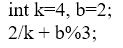 int k=4, b=2;
2/k + b%3;